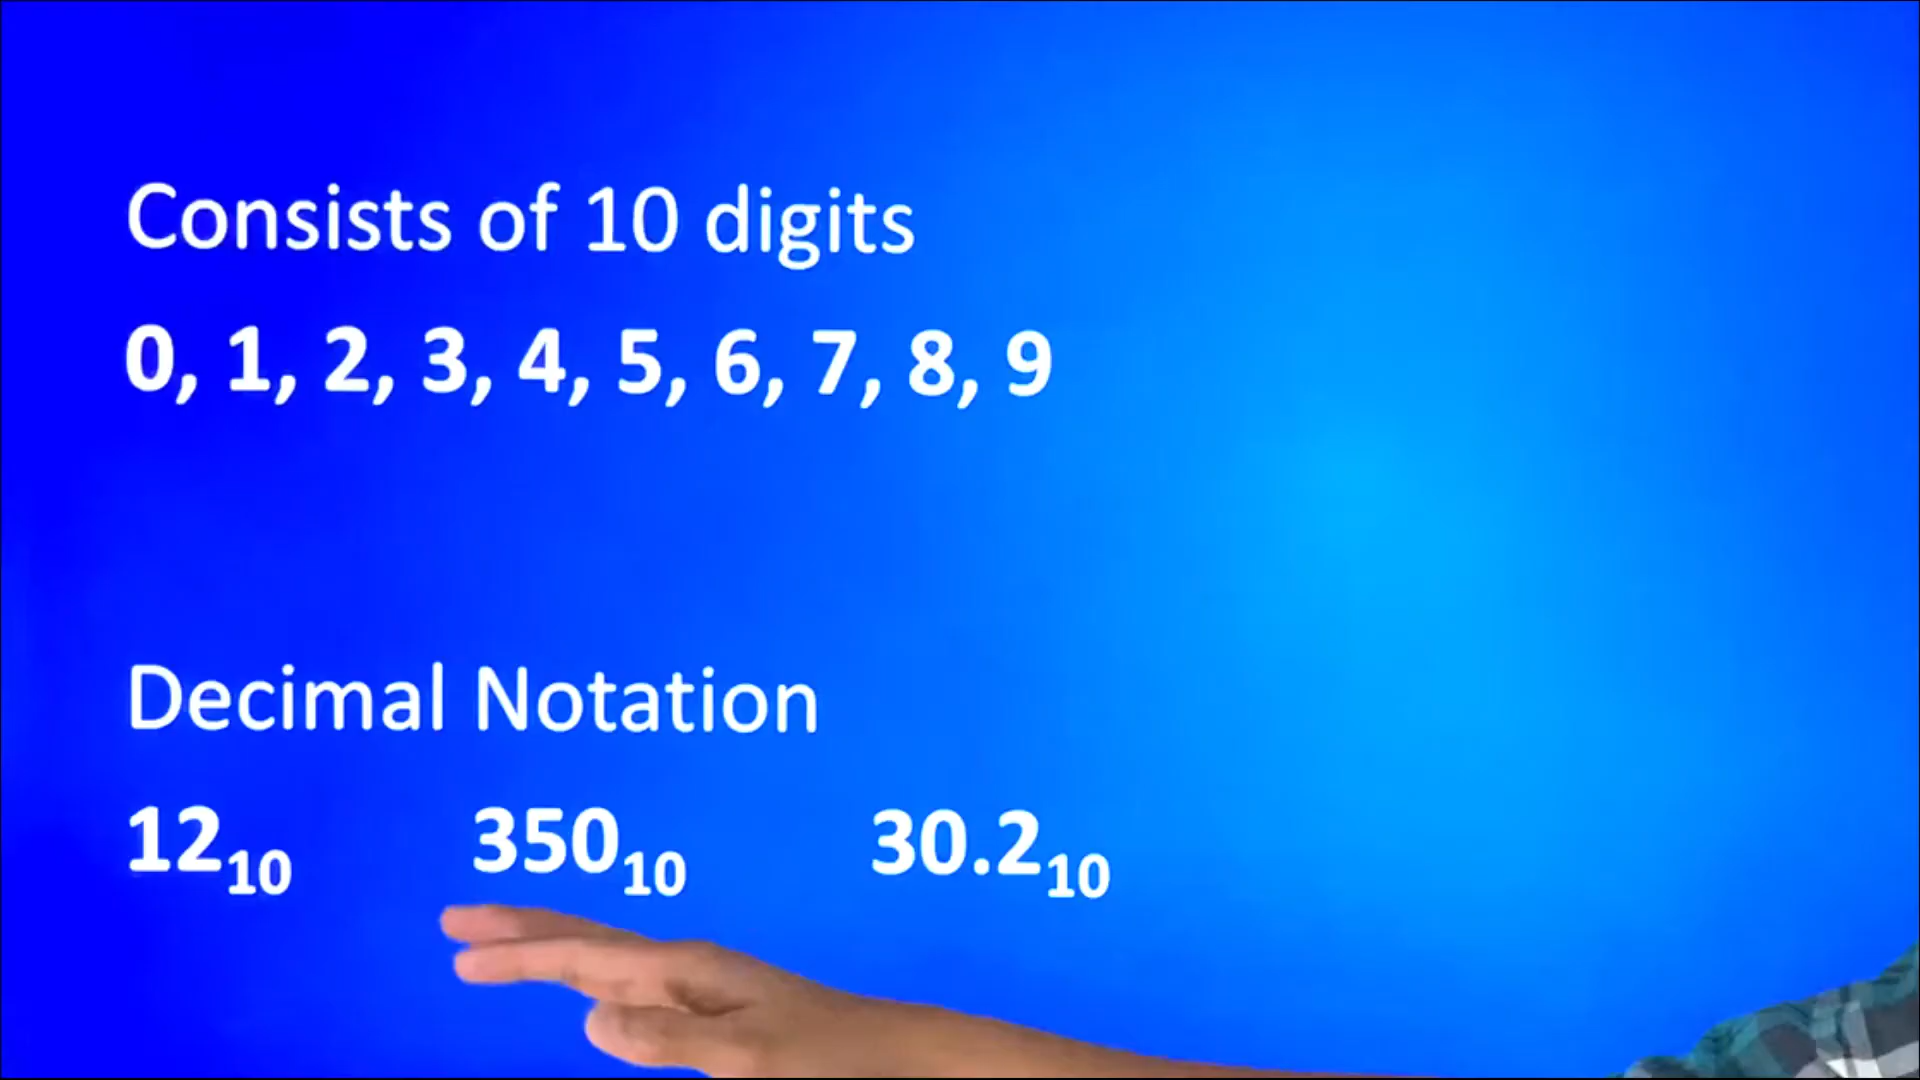 Consists of 10 digits
0, 1, 2, 3, 4, 5, 6, 7, 8, 9
Decimal Notation
12₁₀ 350₁₀ 30.2₁₀